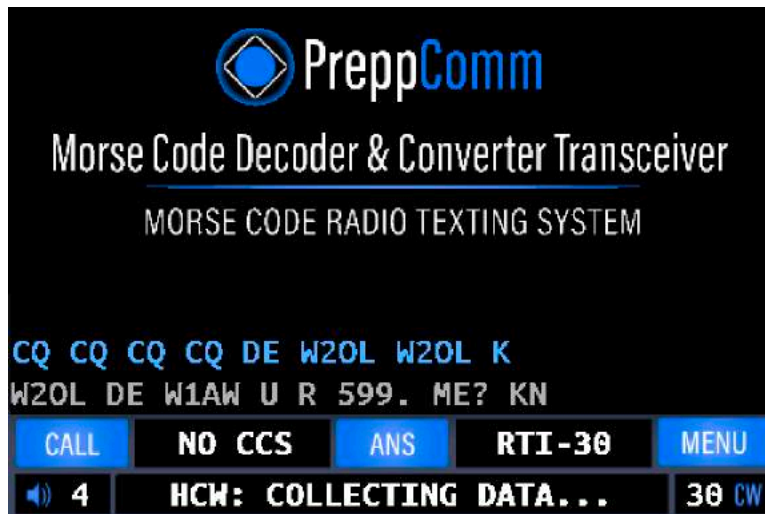 PreppComm
Morse Code Decoder & Converter Transceiver
MORSE CODE RADIO TEXTING SYSTEM
CQ CQ CQ CQ DE W2OL W2OL K
W2OL DE W1AW U R 599. ME? KN
CALL NO CCS ANS RTI-30 MENU
4 HCW: COLLECTING DATA... 30 CW